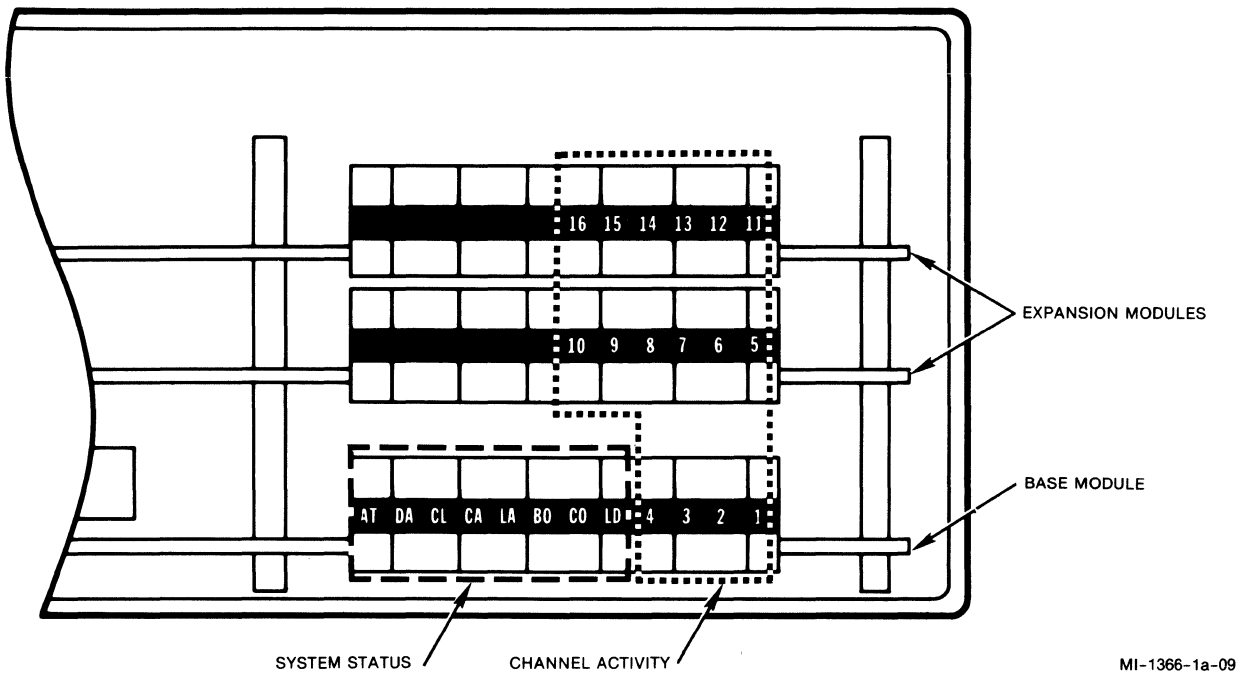 16 15 14 13 12 11
EXPANSION MODULES
10 9 8 7 6 5
BASE MODULE
AT DA CL CA LA BO CO LD 4 3 2 1
SYSTEM STATUS
CHANNEL ACTIVITY
MI-1366-1a-09